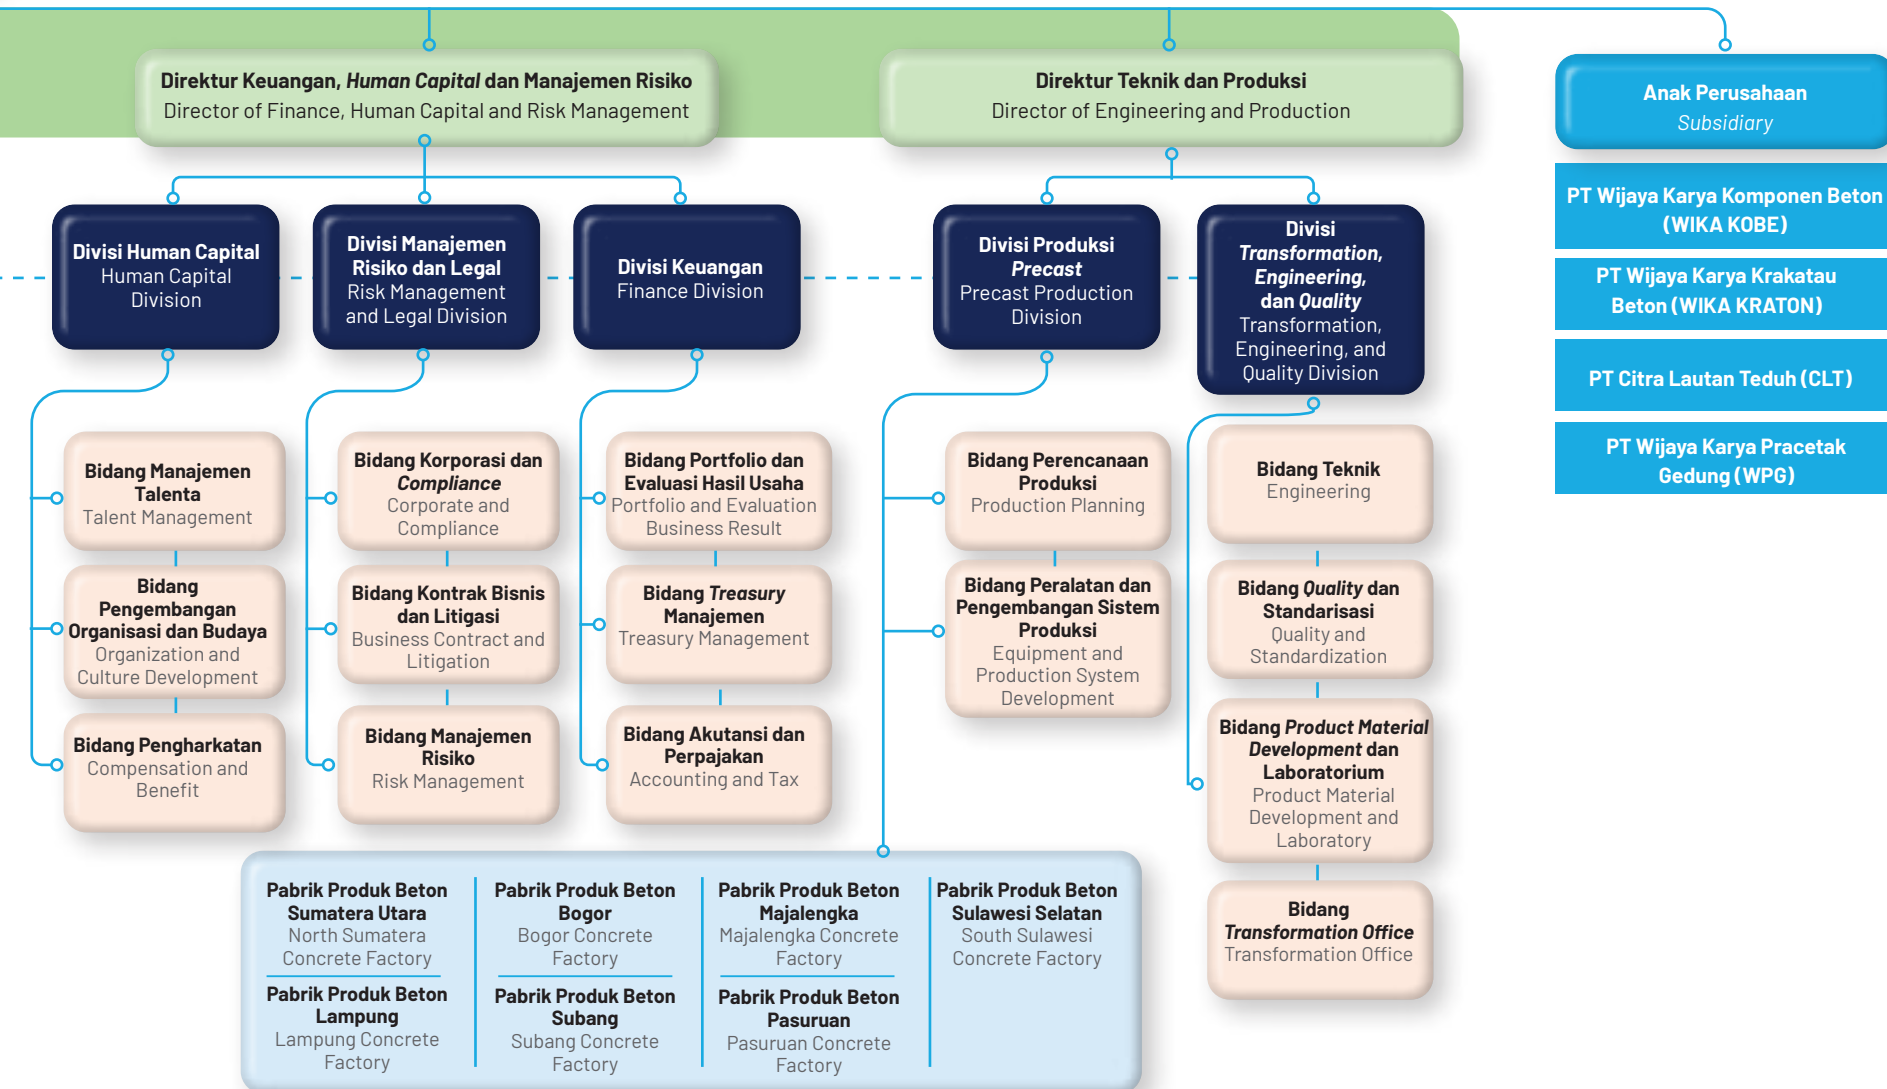 Direktur Keuangan, Human Capital dan Manajemen Risiko
Director of Finance, Human Capital and Risk Management
Direktur Teknik dan Produksi
Director of Engineering and Production
Anak Perusahaan
Subsidiary
PT Wijaya Karya Komponen Beton
(WIKA KOBE)
PT Wijaya Karya Krakatau
Beton (WIKA KRATON)
PT Citra Lautan Teduh (CLT)
PT Wijaya Karya Pracetak
Gedung (WPG)
Divisi Human Capital
Human Capital
Division
Divisi Manajemen
Risiko dan Legal
Risk Management
and Legal Division
Divisi Keuangan
Finance Division
Divisi Produksi
Precast
Precast Production
Division
Divisi
Transformation,
Engineering,
dan Quality
Transformation,
Engineering, and
Quality Division
Bidang Manajemen
Talenta
Talent Management
Bidang
Pengembangan
Organisasi dan Budaya
Organization and
Culture Development
Bidang Pengharkatan
Compensation and
Benefit
Bidang Korporasi dan
Compliance
Corporate and
Compliance
Bidang Kontrak Bisnis
dan Litigasi
Business Contract and
Litigation
Bidang Manajemen
Risiko
Risk Management
Bidang Portfolio dan
Evaluasi Hasil Usaha
Portfolio and Evaluation
Business Result
Bidang Treasury
Manajemen
Treasury Management
Bidang Akutansi dan
Perpajakan
Accounting and Tax
Bidang Perencanaan
Produksi
Production Planning
Bidang Peralatan dan
Pengembangan Sistem
Produksi
Equipment and
Production System
Development
Bidang Teknik
Engineering
Bidang Quality dan
Standarisasi
Quality and
Standardization
Bidang Product Material
Development dan
Laboratorium
Product Material
Development and
Laboratory
Bidang
Transformation Office
Transformation Office
Pabrik Produk Beton
Sumatera Utara
North Sumatera
Concrete Factory
Pabrik Produk Beton
Lampung
Lampung Concrete
Factory
Pabrik Produk Beton
Bogor
Bogor Concrete
Factory
Pabrik Produk Beton
Subang
Subang Concrete
Factory
Pabrik Produk Beton
Majalengka
Majalengka Concrete
Factory
Pabrik Produk Beton
Pasuruan
Pasuruan Concrete
Factory
Pabrik Produk Beton
Sulawesi Selatan
South Sulawesi
Concrete Factory